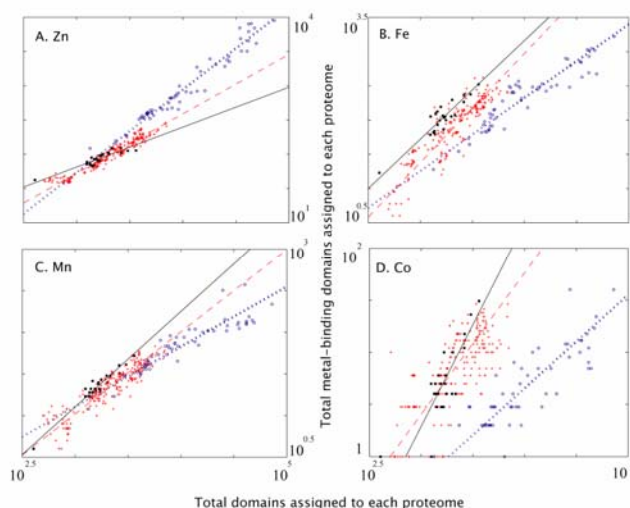 A. Zn
10^4
10^1
B. Fe
10^3.5
10^0.5
C. Mn
10^3
10^0.5
D. Co
10^2
1
10^2.5
10^5
10^2.5
10
Total metal-binding domains assigned to each proteome
Total domains assigned to each proteome